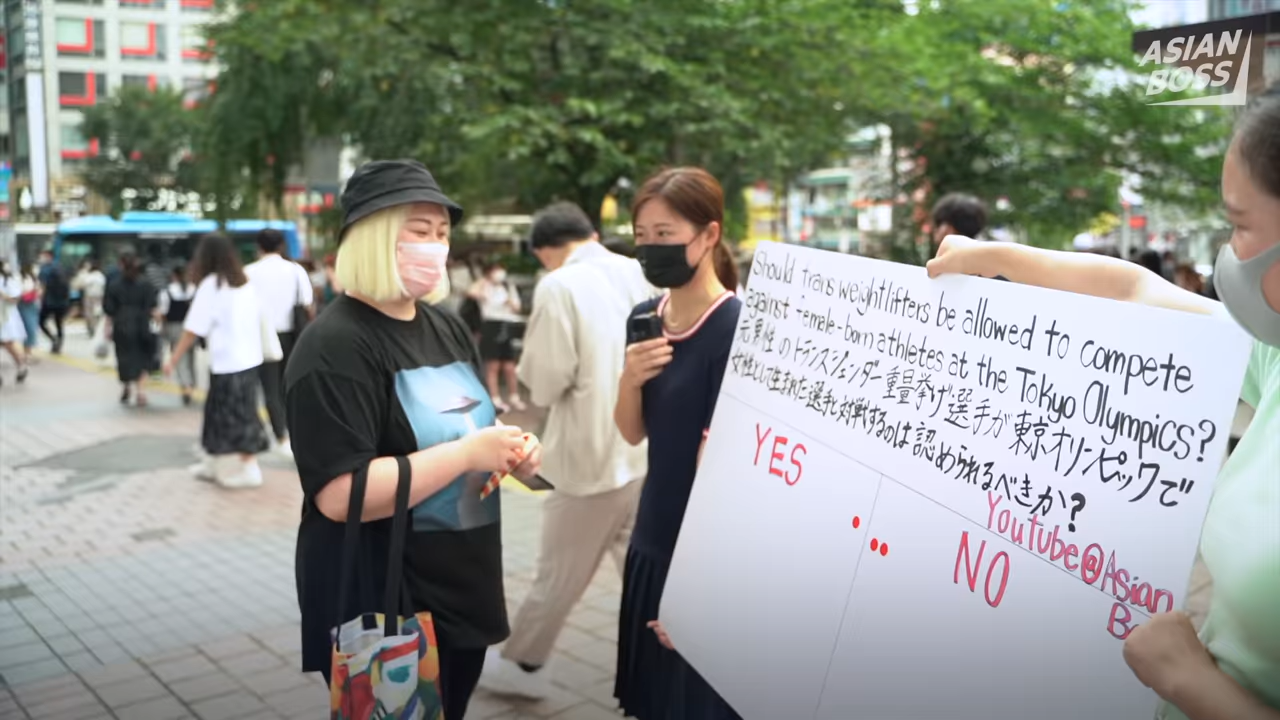 ASIAN
BOSS
Should trans weightlifters be allowed to compete
against female-born athletes at the Tokyo Olympics?
元男性のトランスジェンダー重量挙げ選手が東京オリンピックで
女性として生まれた選手と対戦するのは認められるべきか?
YES
NO
Youtube@Asian
Bo